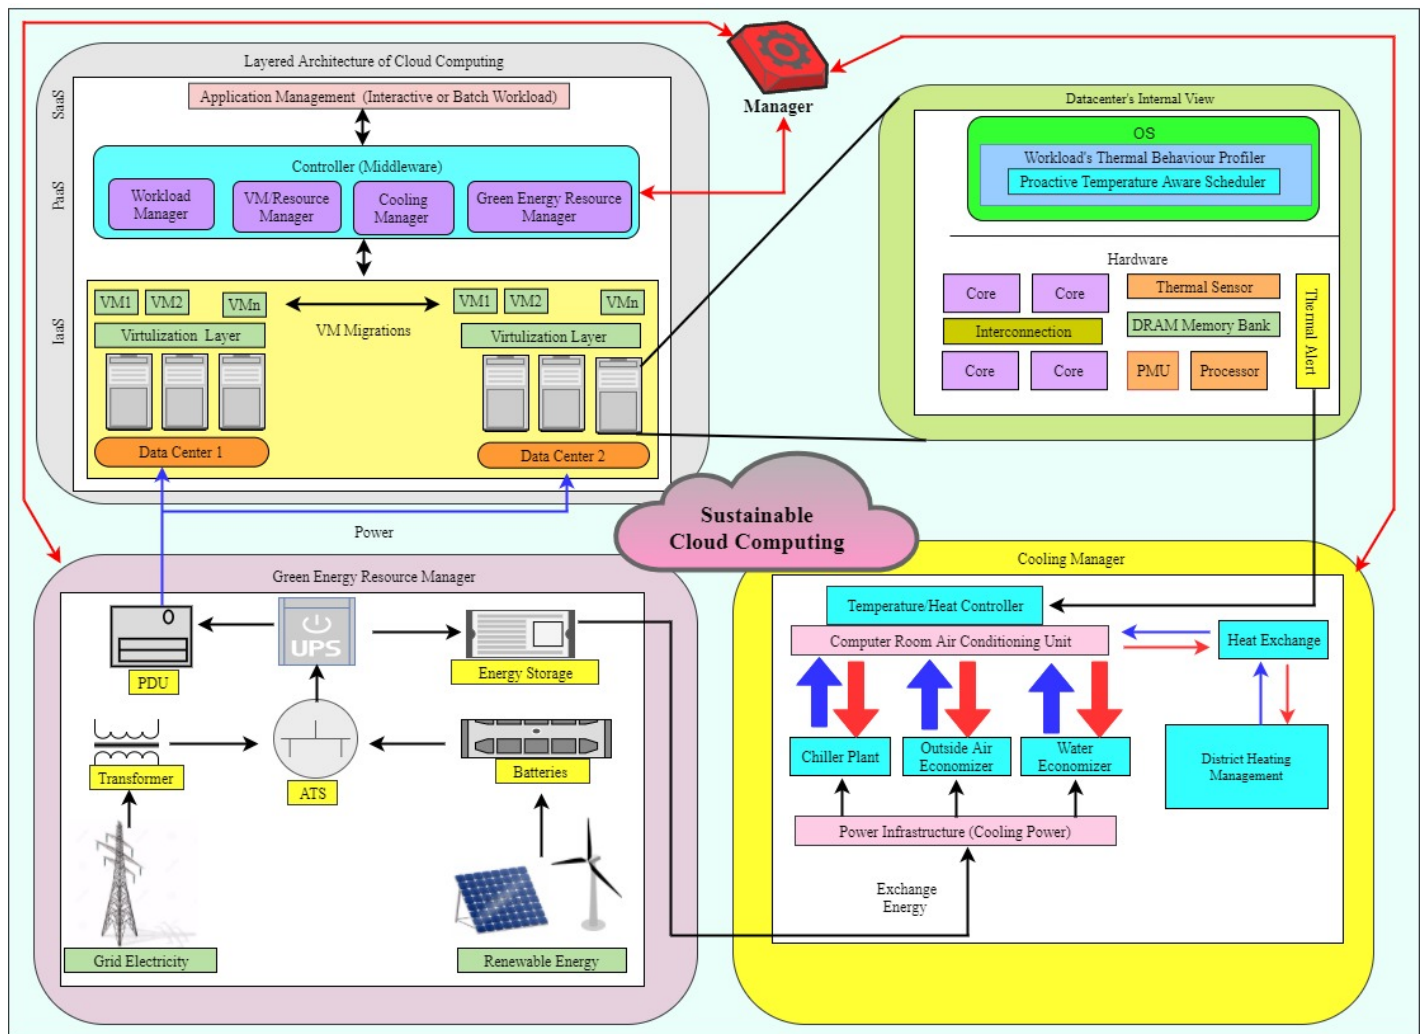 Layered Architecture of Cloud Computing
SaaS
Application Management (Interactive or Batch Workload)
PaaS
Controller (Middleware)
Workload
Manager
VM/Resource
Manager
Cooling
Manager
Green Energy Resource
Manager
IaaS
VM1
VM2
VMn
VM1
VM2
VMn
VM Migrations
Virtulization Layer
Virtulization Layer
Data Center 1
Data Center 2
Manager
Datacenter's Internal View
OS
Workload's Thermal Behaviour Profiler
Proactive Temperature Aware Scheduler
Hardware
Core
Core
Thermal Sensor
Interconnection
DRAM Memory Bank
Core
Core
PMU
Processor
Thermal Alert
Sustainable
Cloud Computing
Power
Green Energy Resource Manager
UPS
PDU
Energy Storage
Transformer
ATS
Batteries
Grid Electricity
Renewable Energy
Cooling Manager
Temperature/Heat Controller
Computer Room Air Conditioning Unit
Heat Exchange
Chiller Plant
Outside Air
Economizer
Water
Economizer
District Heating
Management
Power Infrastructure (Cooling Power)
Exchange
Energy